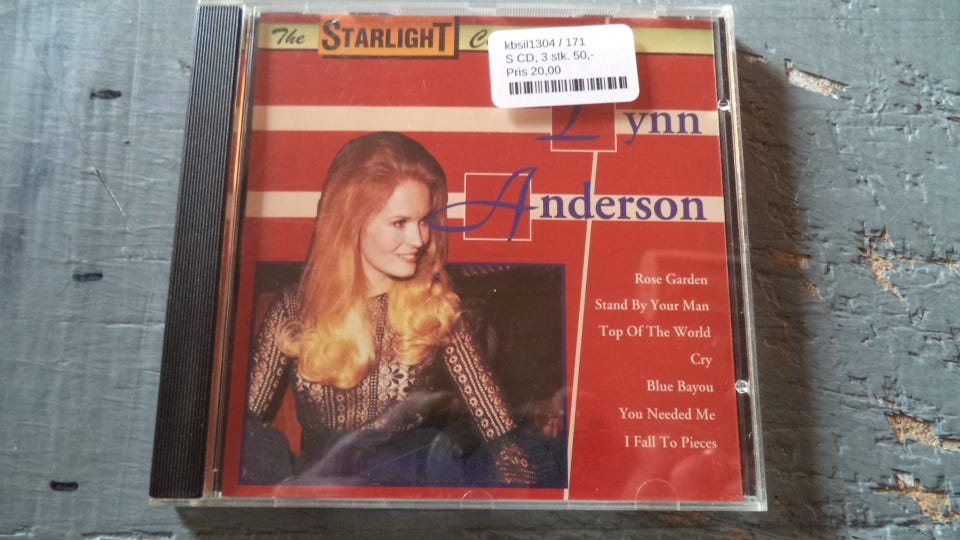 The STARLIGHT
kbsil1304 / 171
S CD, 3 stk. 50,-
Pris 20,00
Lynn
Anderson
Rose Garden
Stand By Your Man
Top Of The World
Cry
Blue Bayou
You Needed Me
I Fall To Pieces